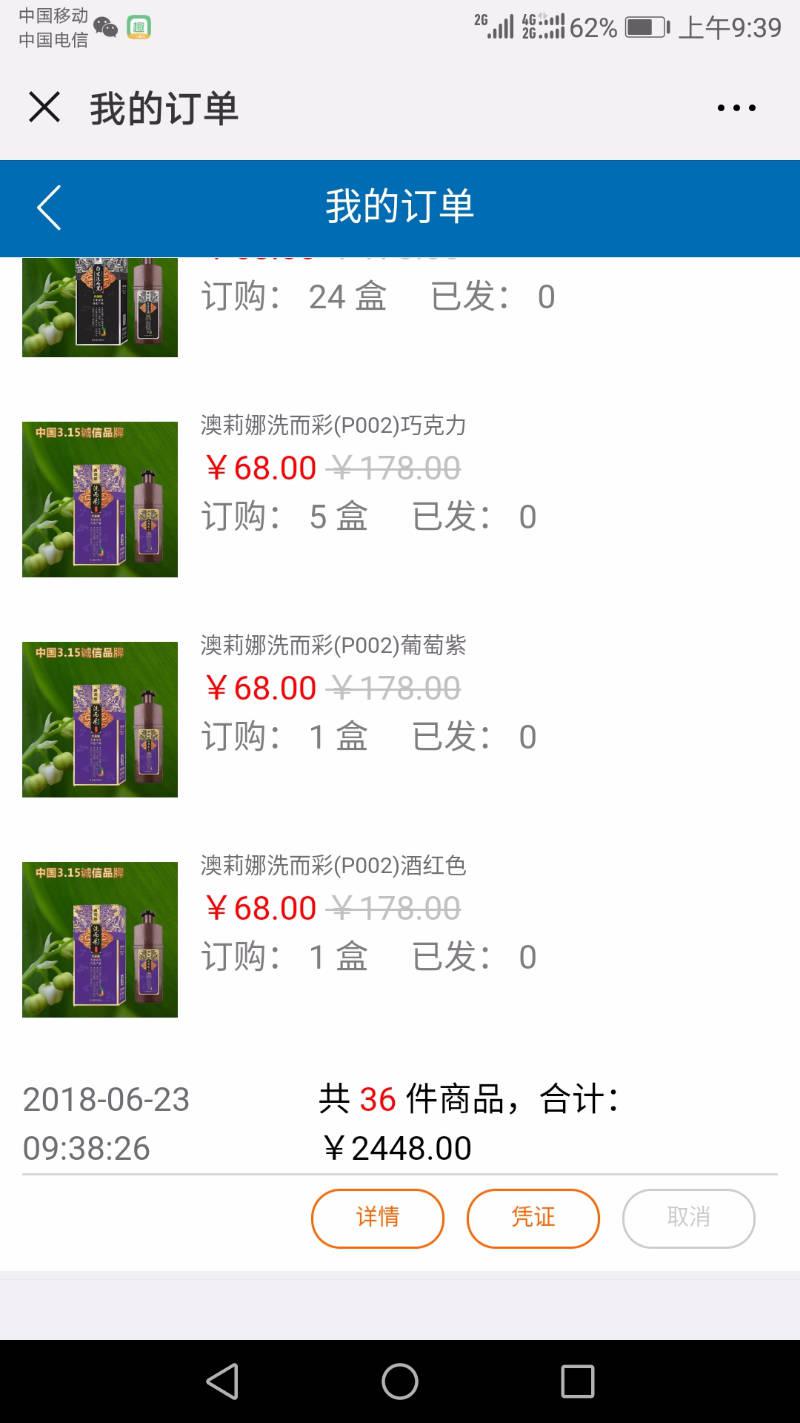 中国移动
中国电信
趣
2G
4G
2G
62%
上午9:39
我的订单
我的订单
订购： 24 盒 已发： 0
中国3.15诚信品牌
澳莉娜洗而彩(P002)巧克力
￥68.00 ￥178.00
订购： 5 盒 已发： 0
中国3.15诚信品牌
澳莉娜洗而彩(P002)葡萄紫
￥68.00 ￥178.00
订购： 1 盒 已发： 0
中国3.15诚信品牌
澳莉娜洗而彩(P002)酒红色
￥68.00 ￥178.00
订购： 1 盒 已发： 0
2018-06-23 共 36 件商品，合计：
09:38:26 ￥2448.00
详情 凭证 取消